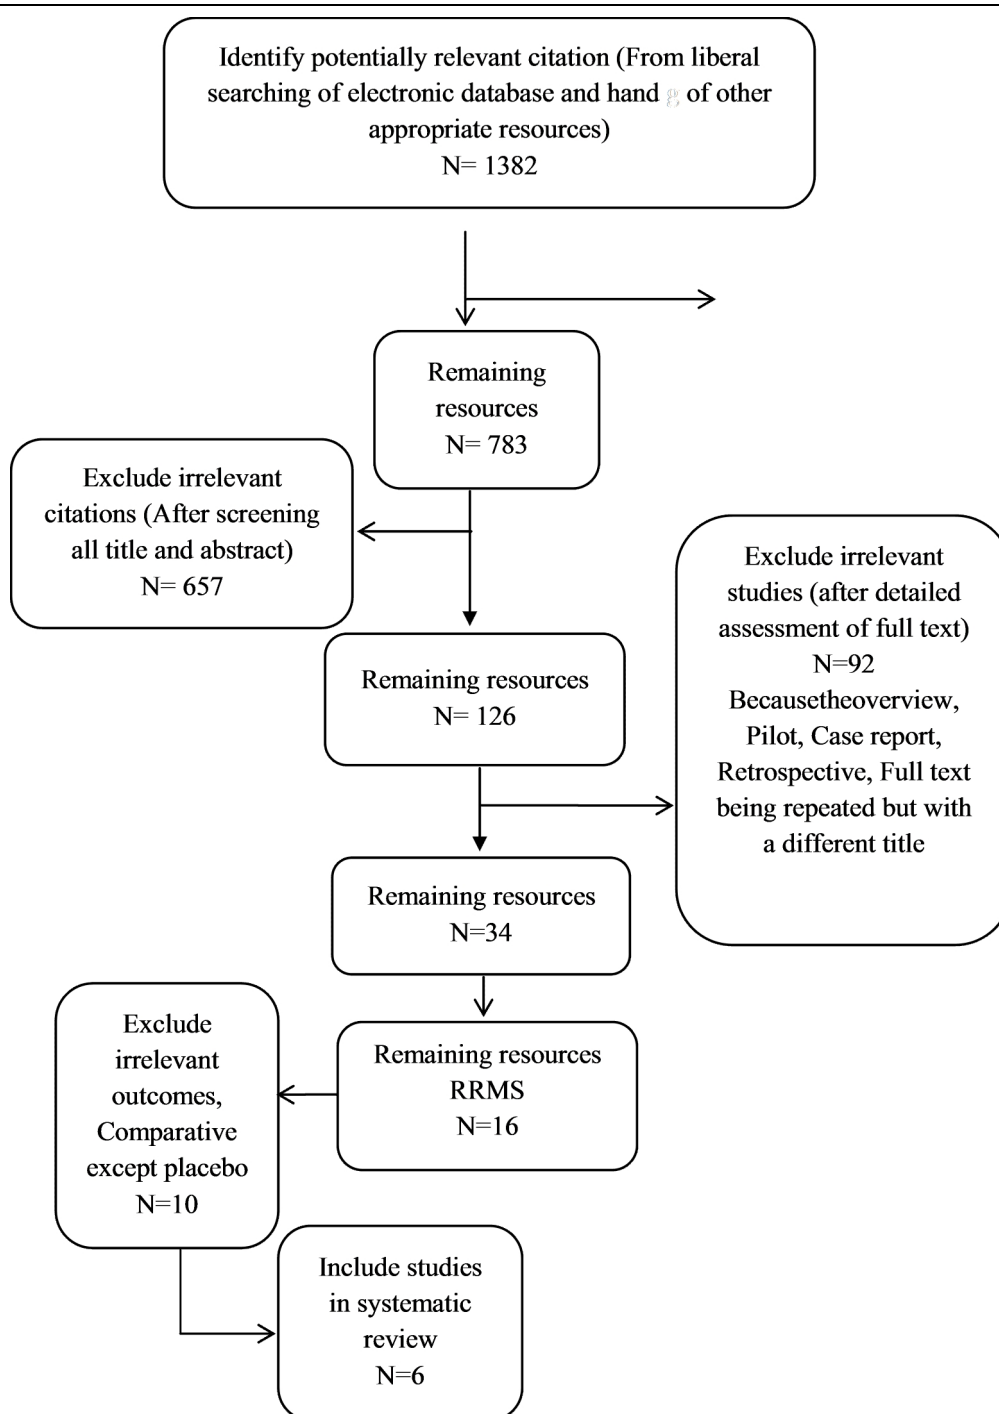 Identify potentially relevant citation (From liberal
searching of electronic database and hand of other
appropriate resources)
N= 1382
Remaining
resources
N= 783
Exclude irrelevant
citations (After screening
all title and abstract)
N= 657
Remaining resources
N= 126
Exclude irrelevant
studies (after detailed
assessment of full text)
N=92
Becausetheoverview,
Pilot, Case report,
Retrospective, Full text
being repeated but with
a different title
Remaining resources
N=34
Remaining resources
RRMS
N=16
Exclude
irrelevant
outcomes,
Comparative
except placebo
N=10
Include studies
in systematic
review
N=6